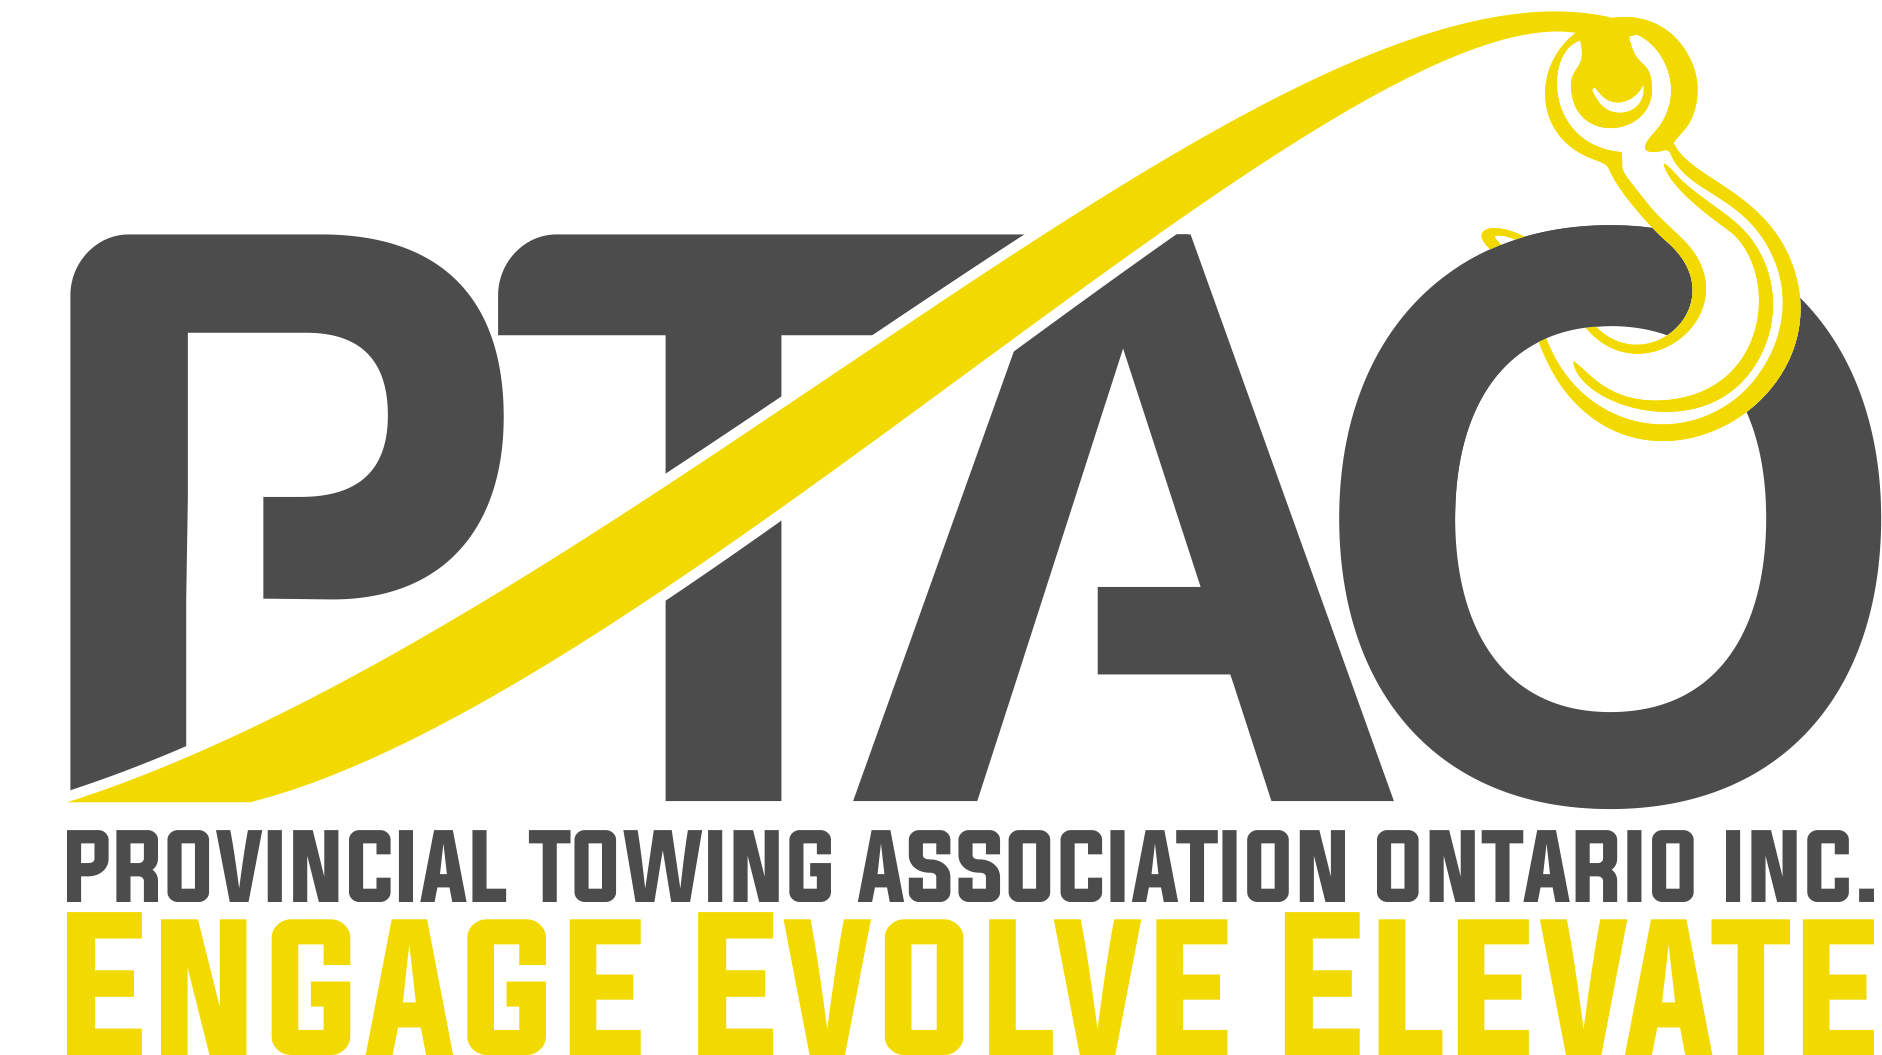 PTAO
PROVINCIAL TOWING ASSOCIATION ONTARIO INC.
ENGAGE EVOLVE ELEVATE